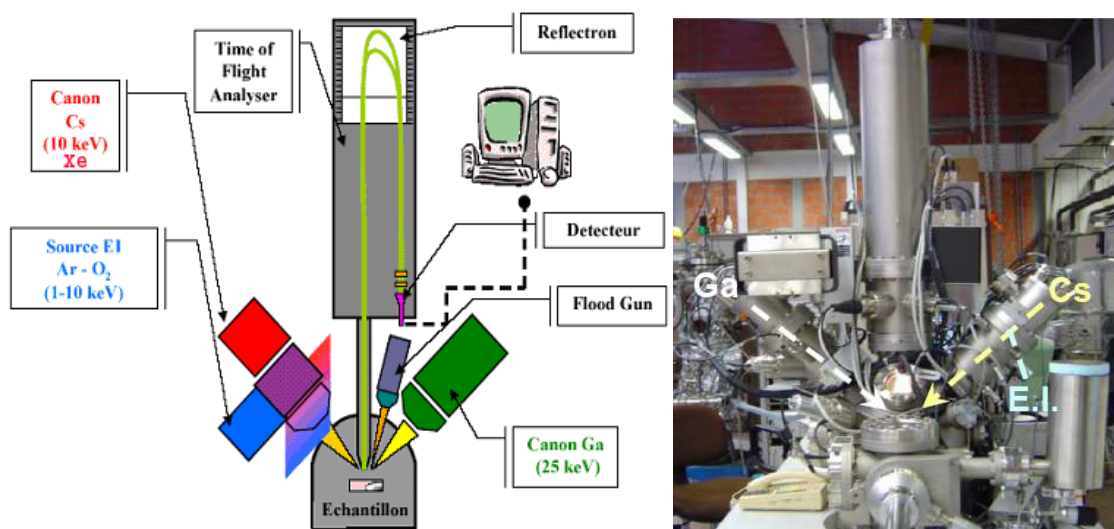 Time of
Flight
Analyser
Reflectron
Canon
Cs
(10 keV)
Xe
Source EI
Ar - O₂
(1-10 keV)
Detecteur
Flood Gun
Canon Ga
(25 keV)
Echantillon
Ga
Cs
E.I.